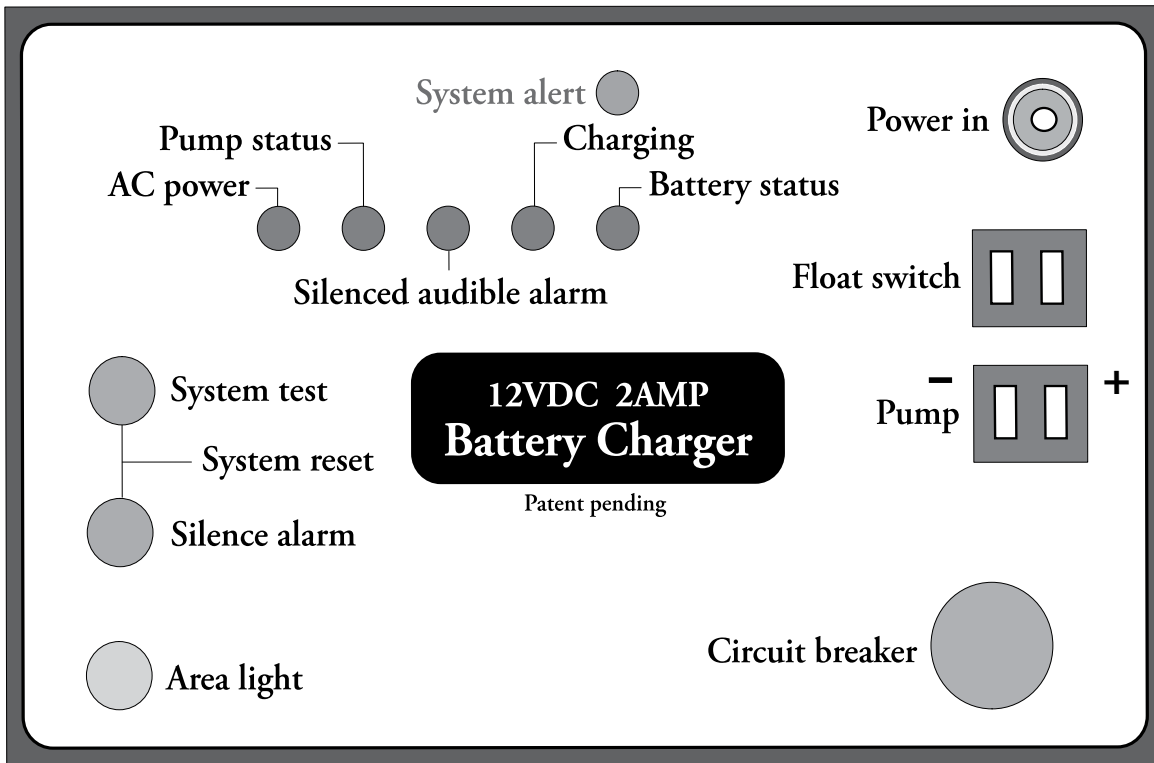 System alert
Power in
Pump status
Charging
AC power
Battery status
Silenced audible alarm
Float switch
System test
12VDC 2AMP
Battery Charger
- +
Pump
System reset
Patent pending
Silence alarm
Circuit breaker
Area light